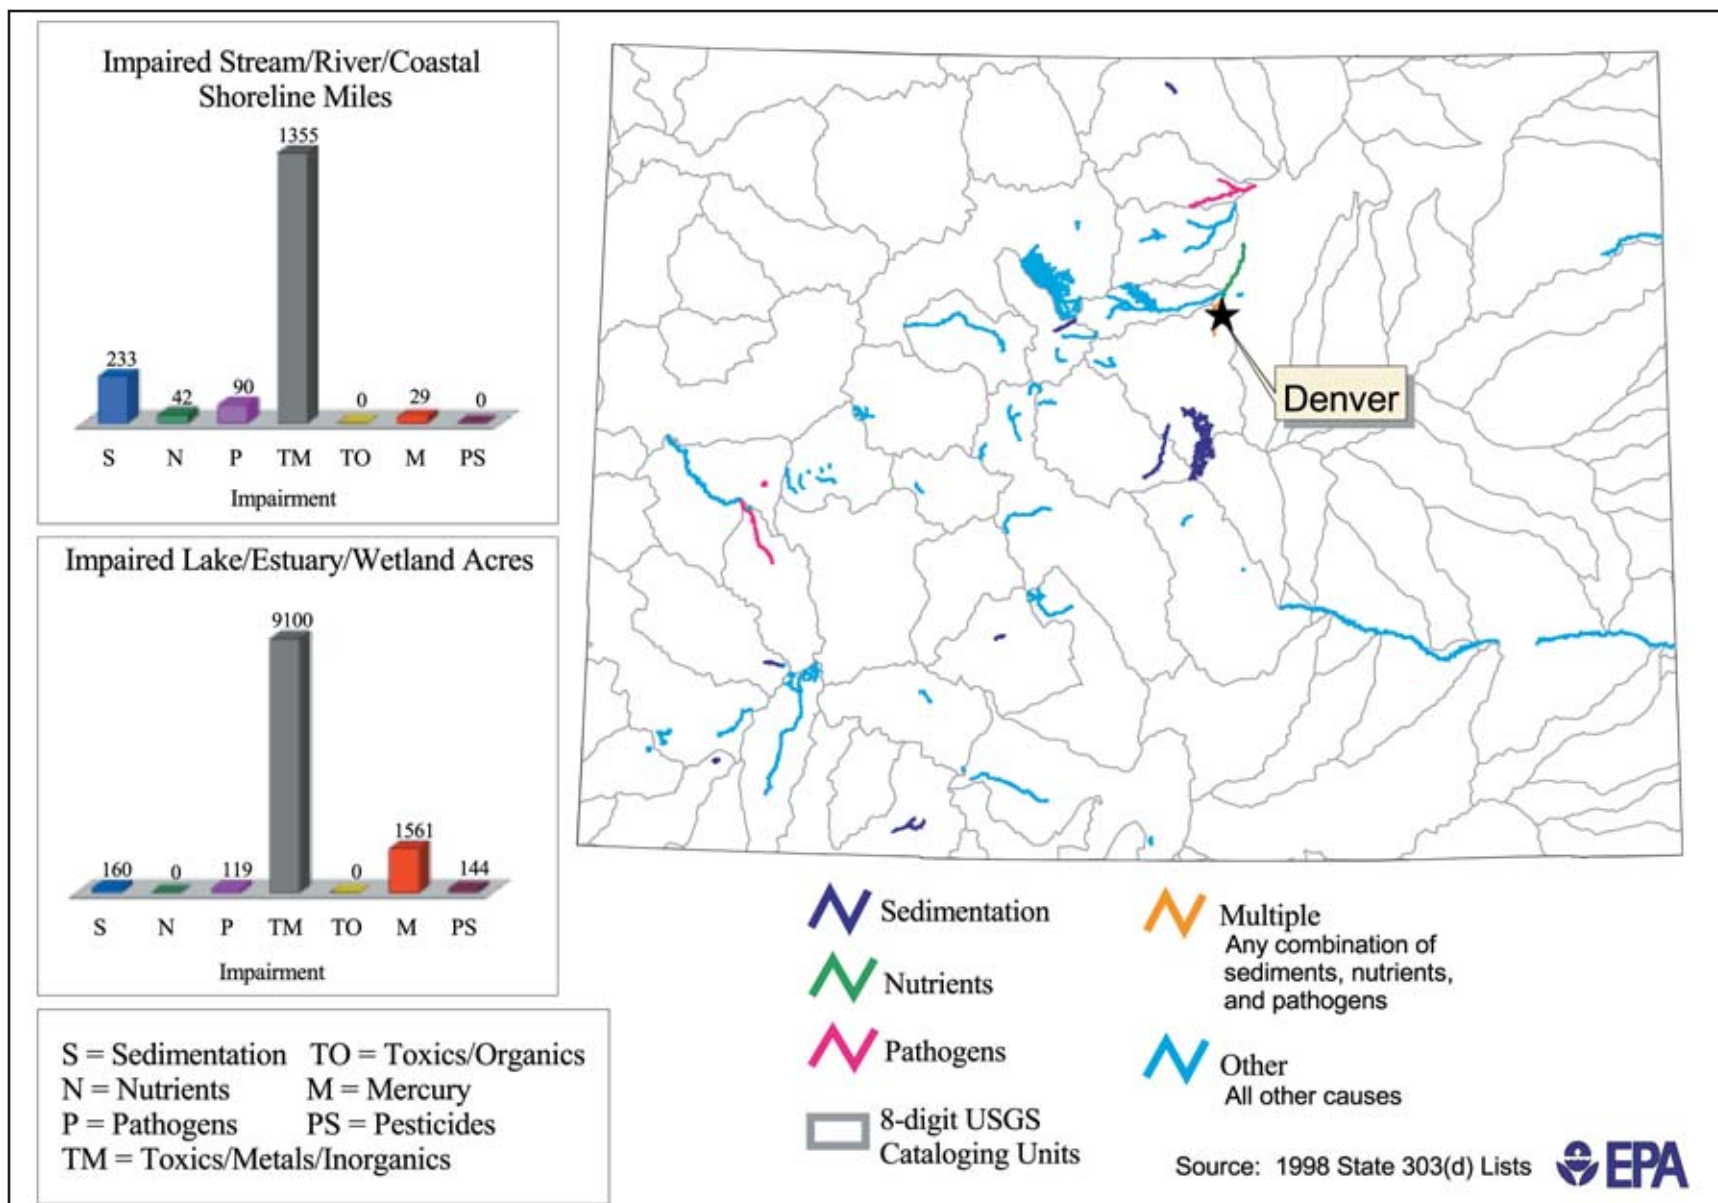 Impaired Stream/River/Coastal
Shoreline Miles
1355
233
42
90
0
29
0
S N P TM TO M PS
Impairment
Impaired Lake/Estuary/Wetland Acres
9100
160
0
119
0
1561
144
S N P TM TO M PS
Impairment
S = Sedimentation TO = Toxics/Organics
N = Nutrients M = Mercury
P = Pathogens PS = Pesticides
TM = Toxics/Metals/Inorganics
Denver
Sedimentation
Nutrients
Pathogens
8-digit USGS
Cataloging Units
Multiple
Any combination of
sediments, nutrients,
and pathogens
Other
All other causes
Source: 1998 State 303(d) Lists
EPA